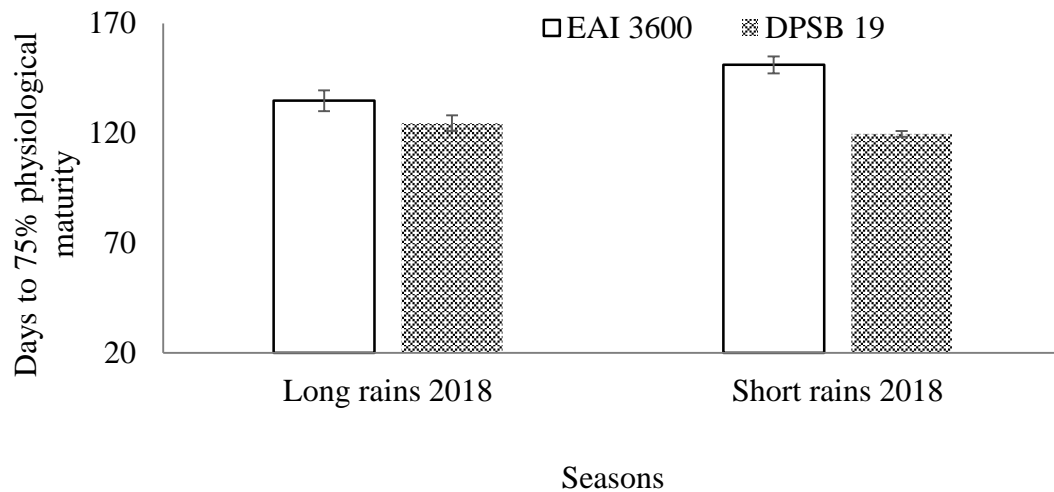 170
120
70
20
Days to 75% physiological
maturity
EAI 3600
DPSB 19
Long rains 2018
Short rains 2018
Seasons